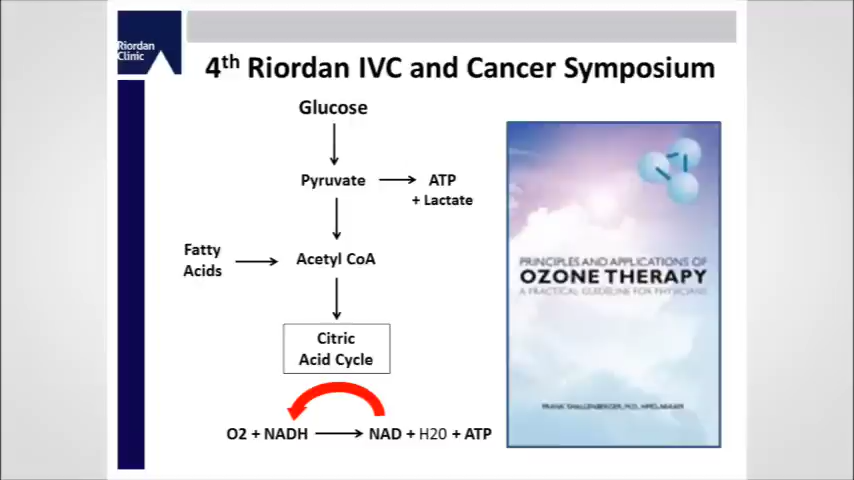 Riordan
Clinic
4th Riordan IVC and Cancer Symposium
Glucose
Pyruvate
ATP
+ Lactate
Fatty
Acids
Acetyl CoA
Citric
Acid Cycle
O2 + NADH
NAD + H20 + ATP
PRINCIPLES AND APPLICATIONS OF
OZONE THERAPY
A PRACTICAL GUIDELINE FOR PHYSICIANS
FRANK SHALLENBERGER, M.D., HMD